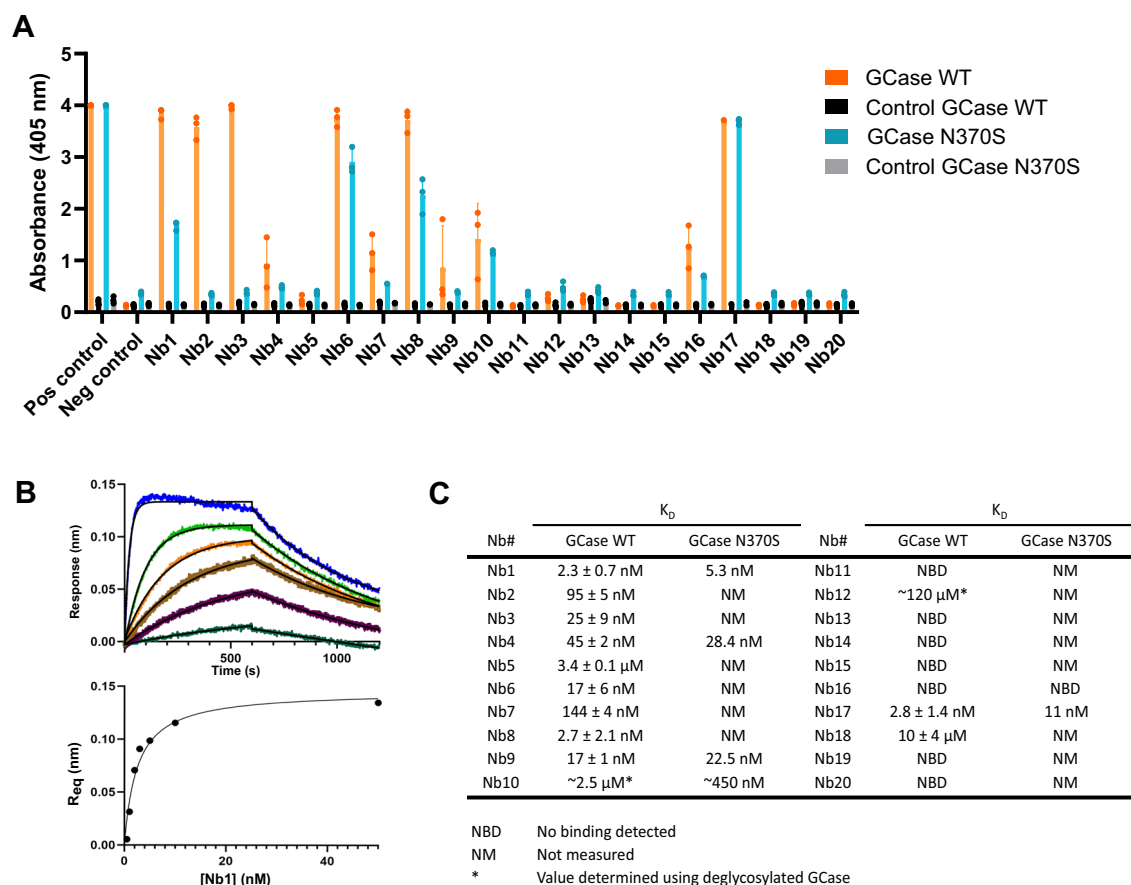 A
Absorbance (405 nm)
5
4
3
2
1
0
GCase WT
Control GCase WT
GCase N370S
Control GCase N370S
Pos control
Neg control
Nb1
Nb2
Nb3
Nb4
Nb5
Nb6
Nb7
Nb8
Nb9
Nb10
Nb11
Nb12
Nb13
Nb14
Nb15
Nb16
Nb17
Nb18
Nb19
Nb20
B
Response (nm)
0.15
0.10
0.05
0.00
500
1000
Time (s)
Req (nm)
0.15
0.10
0.05
0.00
0
20
40
[Nb1] (nM)
C
K_D K_D
Nb# GCase WT GCase N370S Nb# GCase WT GCase N370S
Nb1 2.3 ± 0.7 nM 5.3 nM Nb11 NBD NM
Nb2 95 ± 5 nM NM Nb12 ~120 µM* NM
Nb3 25 ± 9 nM NM Nb13 NBD NM
Nb4 45 ± 2 nM 28.4 nM Nb14 NBD NM
Nb5 3.4 ± 0.1 µM NM Nb15 NBD NM
Nb6 17 ± 6 nM NM Nb16 NBD NBD
Nb7 144 ± 4 nM NM Nb17 2.8 ± 1.4 nM 11 nM
Nb8 2.7 ± 2.1 nM NM Nb18 10 ± 4 µM NM
Nb9 17 ± 1 nM 22.5 nM Nb19 NBD NM
Nb10 ~2.5 µM* ~450 nM Nb20 NBD NM
NBD No binding detected
NM Not measured
* Value determined using deglycosylated GCase